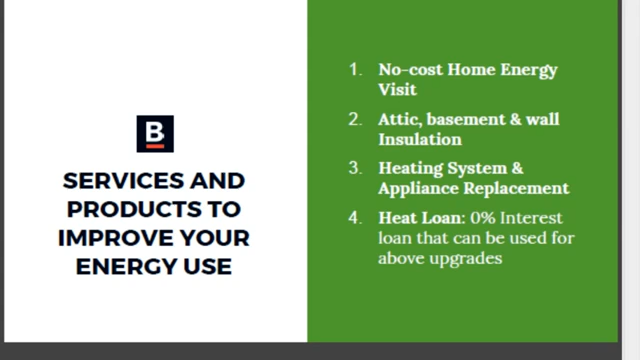 B
SERVICES AND
PRODUCTS TO
IMPROVE YOUR
ENERGY USE
1. No-cost Home Energy
Visit
2. Attic, basement & wall
Insulation
3. Heating System &
Appliance Replacement
4. Heat Loan: 0% Interest
loan that can be used for
above upgrades